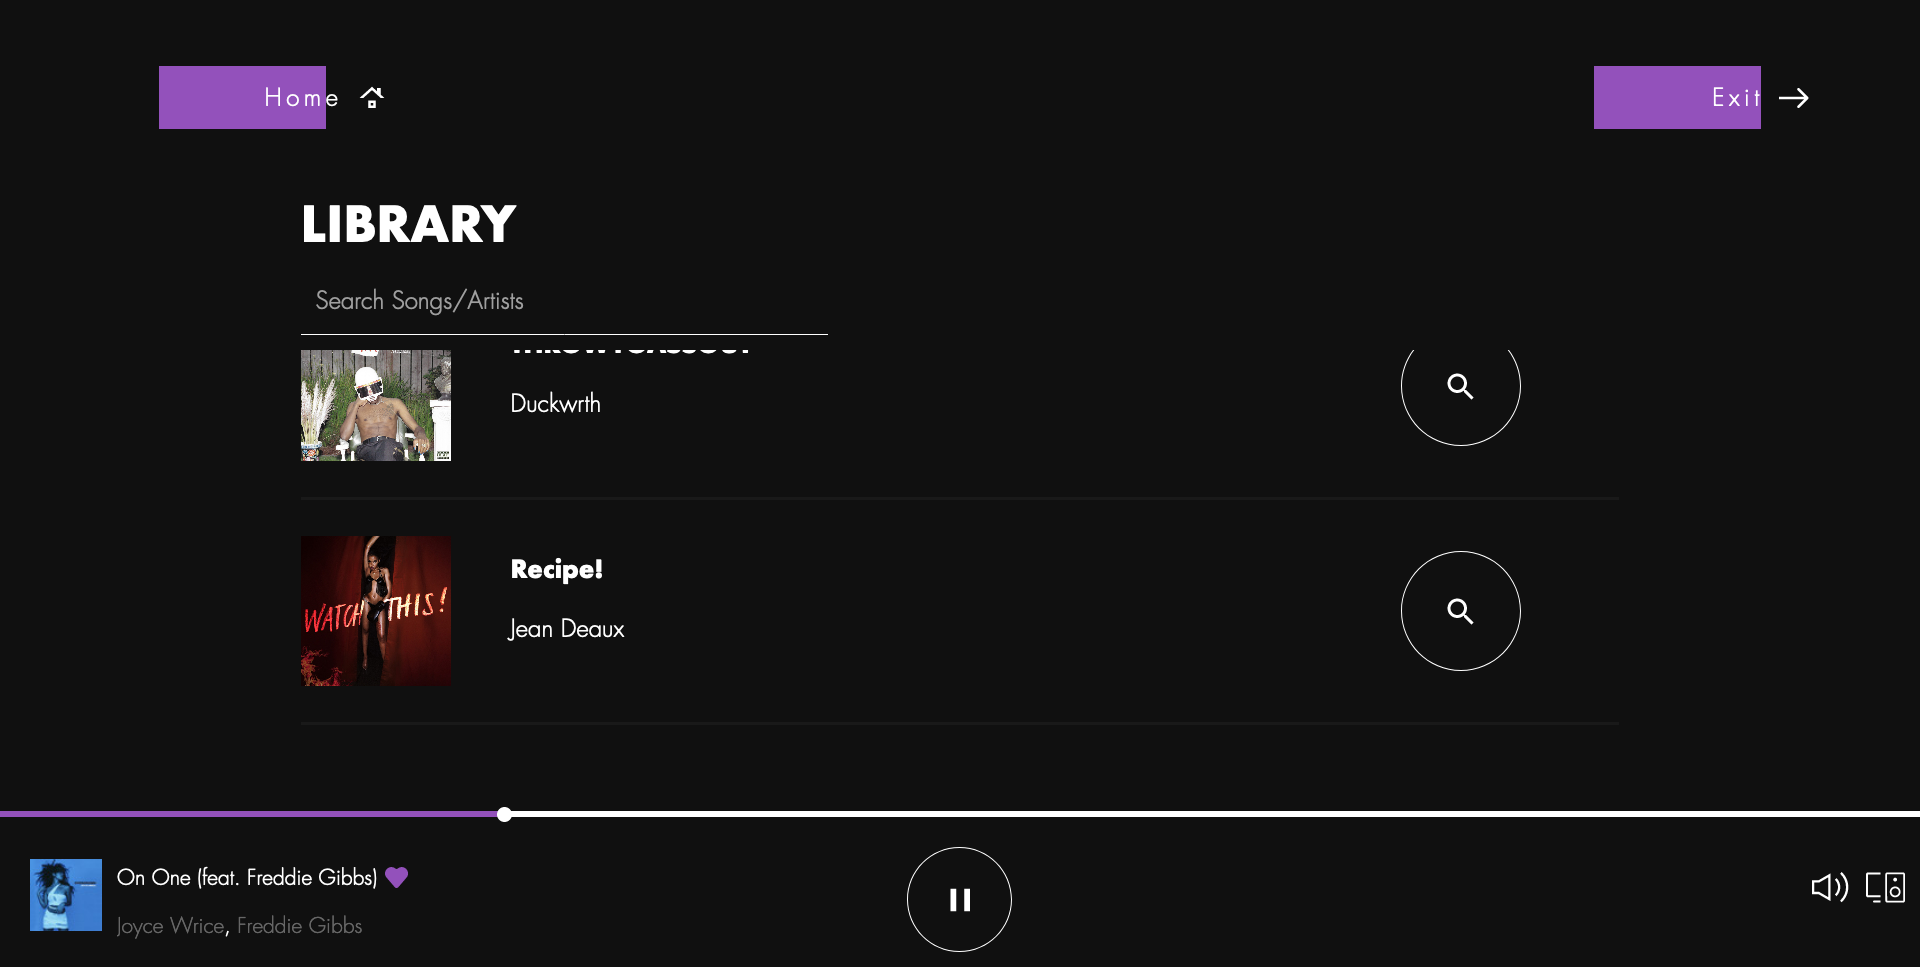 Home
Exit
LIBRARY
Search Songs/Artists
Duckwrth
WATCH THIS!
Recipe!
Jean Deaux
On One (feat. Freddie Gibbs)
Joyce Wrice, Freddie Gibbs